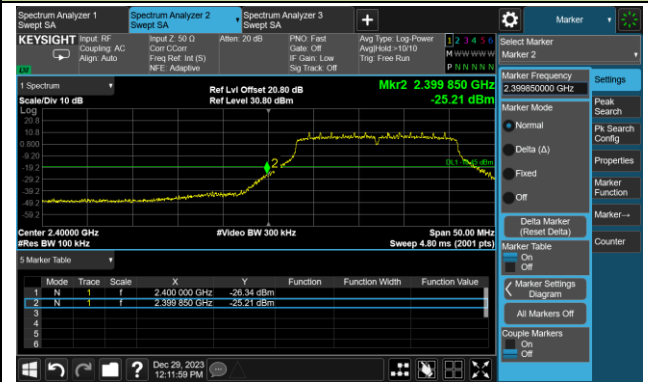 Spectrum Analyzer 1
Swept SA
Spectrum Analyzer 2
Swept SA
Spectrum Analyzer 3
Swept SA
+
Marker
KEYSIGHT
Input: RF
Coupling: AC
Align: Auto
Input Z: 50 Ω
Corr CCorr
Freq Ref: Int (S)
NFE: Adaptive
Atten: 20 dB
PNO: Fast
Gate: Off
IF Gain: Low
Sig Track: Off
Avg Type: Log-Power
Avg|Hold:>10/10
Trig: Free Run
1 2 3 4 5 6
M W W W W W
P N N N N N
Select Marker
Marker 2
1 Spectrum
Scale/Div 10 dB
Log
Ref Lvl Offset 20.80 dB
Ref Level 30.80 dBm
Mkr2 2.399 850 GHz
-25.21 dBm
20.8
10.8
0.800
-9.20
-19.2
-29.2
-39.2
-49.2
-59.2
2
Center 2.40000 GHz
#Res BW 100 kHz
#Video BW 300 kHz
Span 50.00 MHz
Sweep 4.80 ms (2001 pts)
5 Marker Table
Mode Trace Scale X Y Function Function Width Function Value
1 N 1 f 2.400 000 GHz -26.34 dBm
2 N 1 f 2.399 850 GHz -25.21 dBm
3
4
5
6
Marker Frequency
2.399850000 GHz
Marker Mode
Normal
Delta (Δ)
Fixed
Off
Delta Marker
(Reset Delta)
Marker Table
On
Off
Marker Settings
Diagram
All Markers Off
Couple Markers
On
Off
Settings
Peak
Search
Pk Search
Config
Properties
Marker
Function
Marker→
Counter
?
Dec 29, 2023
12:11:59 PM